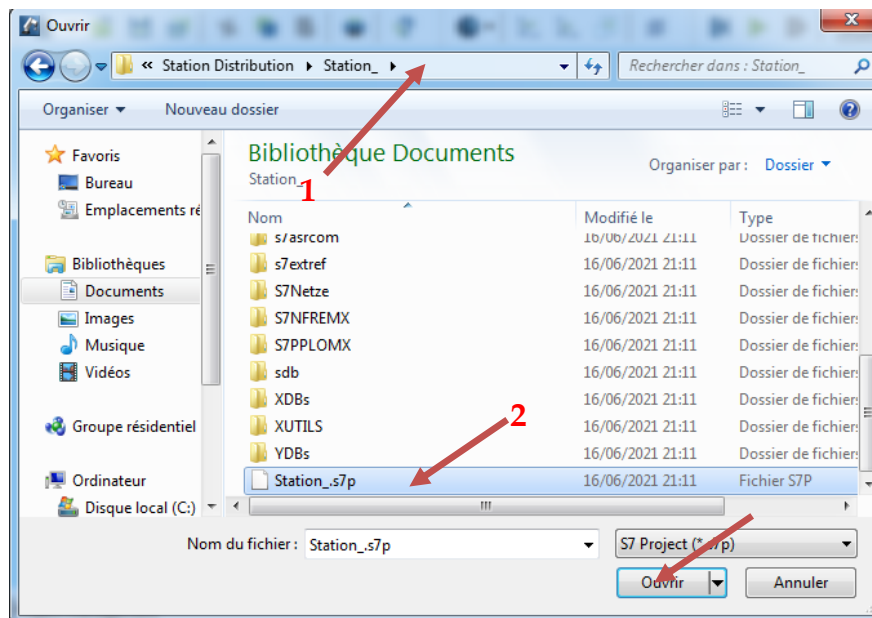 Ouvrir
« Station Distribution Station_
Rechercher dans : Station_
Organiser Nouveau dossier
Favoris
Bureau
Emplacements ré
Bibliothèques
Documents
Images
Musique
Vidéos
Groupe résidentiel
Ordinateur
Disque local (C:)
Bibliothèque Documents
Station_
Organiser par : Dossier
1
Nom Modifié le Type
s7asrcom 16/06/2021 21:11 Dossier de fichiers
s7extref 16/06/2021 21:11 Dossier de fichiers
S7Netze 16/06/2021 21:11 Dossier de fichiers
S7NFREMX 16/06/2021 21:11 Dossier de fichiers
S7PPLOMX 16/06/2021 21:11 Dossier de fichiers
sdb 16/06/2021 21:11 Dossier de fichiers
XDBs 16/06/2021 21:11 Dossier de fichiers
XUTILS 16/06/2021 21:11 Dossier de fichiers
YDBs 16/06/2021 21:11 Dossier de fichiers
2
Station_.s7p 16/06/2021 21:11 Fichier S7P
Nom du fichier : Station_.s7p
S7 Project (*.s7p)
Ouvrir Annuler